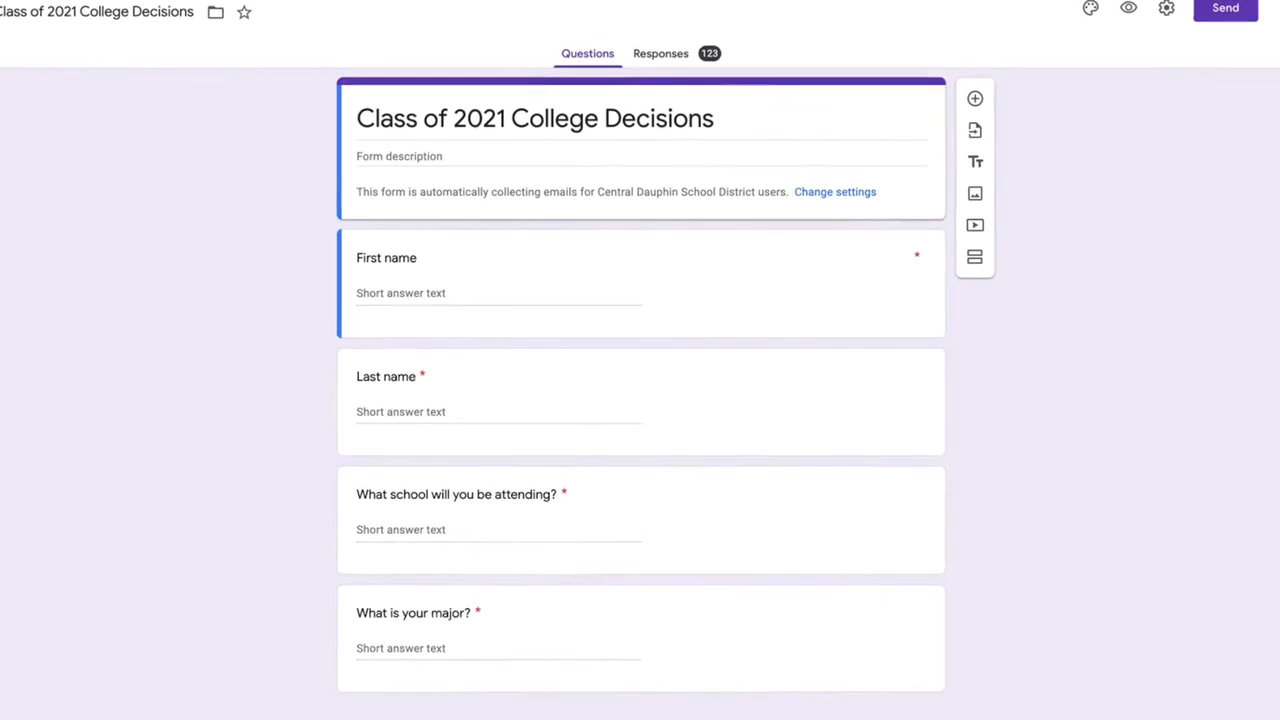 Class of 2021 College Decisions
Send
Questions Responses 123
Class of 2021 College Decisions
Form description
This form is automatically collecting emails for Central Dauphin School District users. Change settings
First name *
Short answer text
Last name *
Short answer text
What school will you be attending? *
Short answer text
What is your major? *
Short answer text